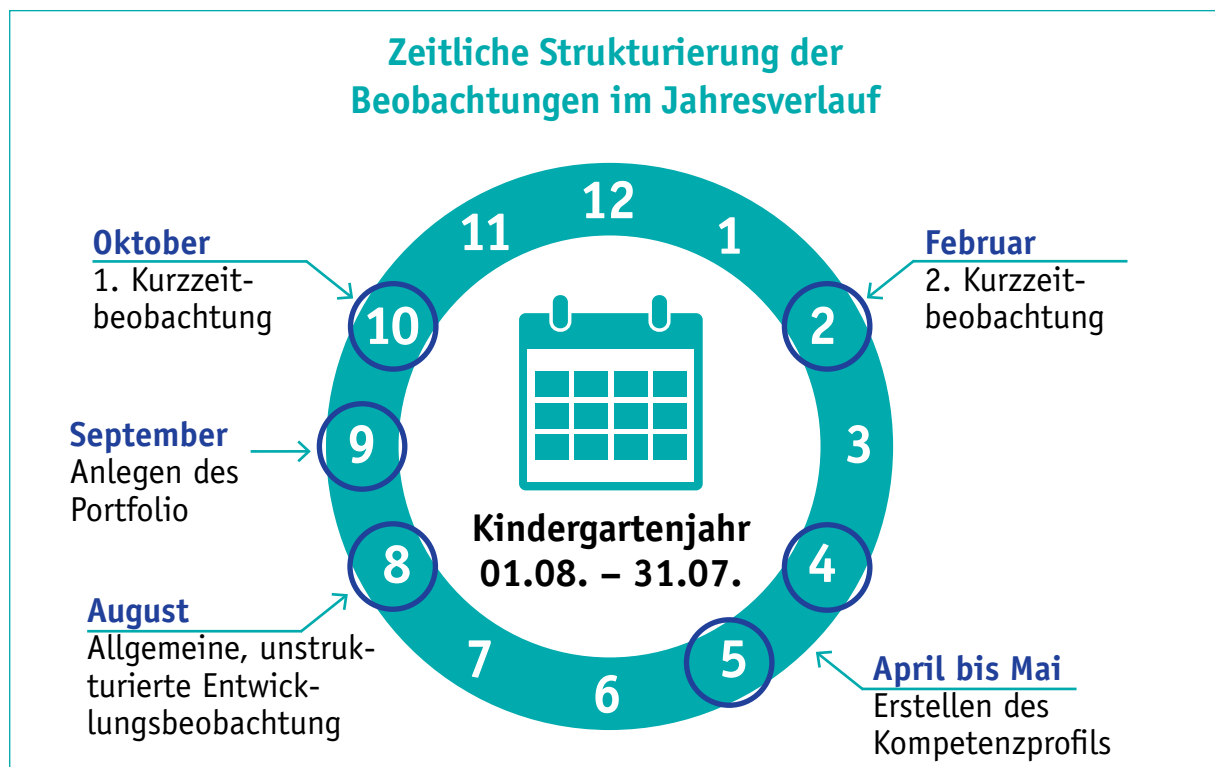 Zeitliche Strukturierung der
Beobachtungen im Jahresverlauf
12
11
1
Oktober
1. Kurzzeit-
beobachtung
10
Februar
2. Kurzzeit-
beobachtung
2
September
Anlegen des
Portfolio
9
3
Kindergartenjahr
01.08. – 31.07.
8
4
August
Allgemeine, unstruk-
turierte Entwick-
lungsbeobachtung
7
5
6
April bis Mai
Erstellen des
Kompetenzprofils